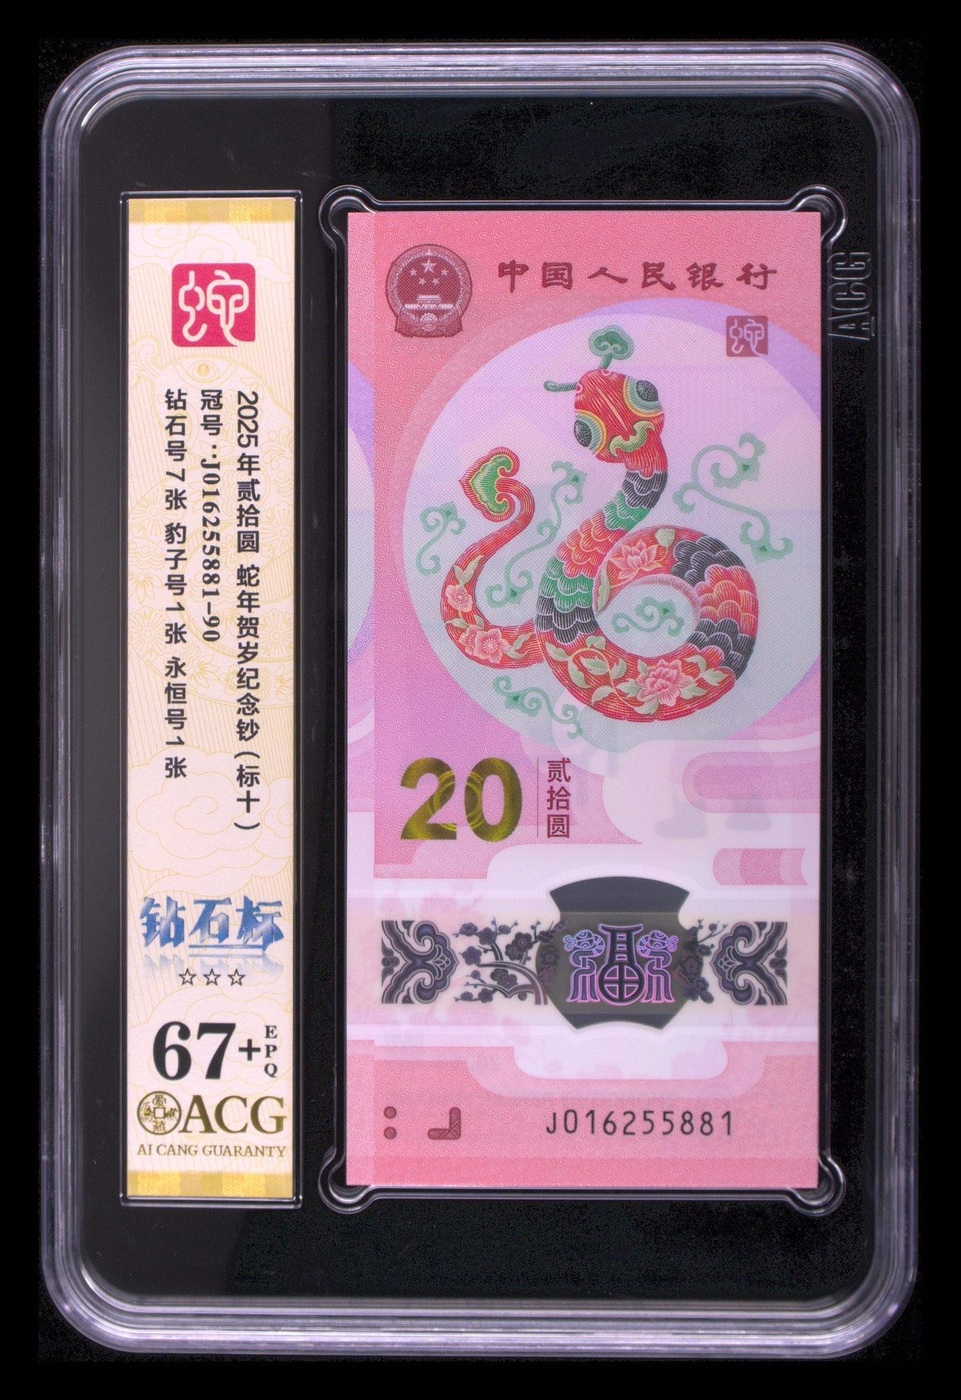 蛇
2025年贰拾圆 蛇年贺岁纪念钞(标十)
冠号:J016255881-90
钻石号7张 豹子号1张 永恒号1张
钻石标
☆☆☆
67+EPQ
ACG
AI CANG GUARANTY
中国人民银行
蛇
20
贰拾圆
福
J016255881
ACG